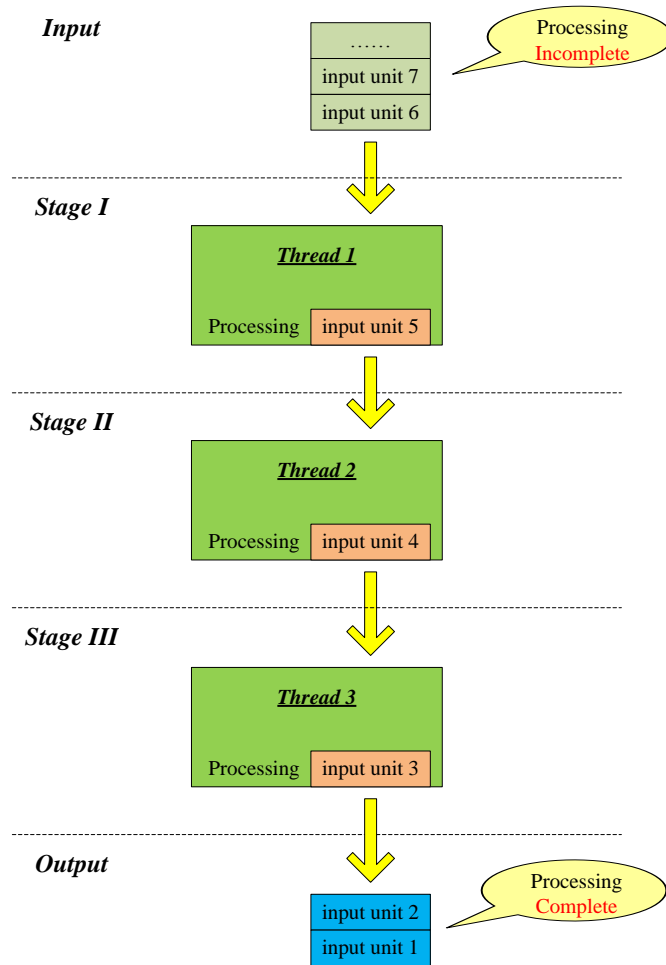 Input
……
input unit 7
input unit 6
Processing
Incomplete
Stage I
Thread 1
Processing
input unit 5
Stage II
Thread 2
Processing
input unit 4
Stage III
Thread 3
Processing
input unit 3
Output
input unit 2
input unit 1
Processing
Complete